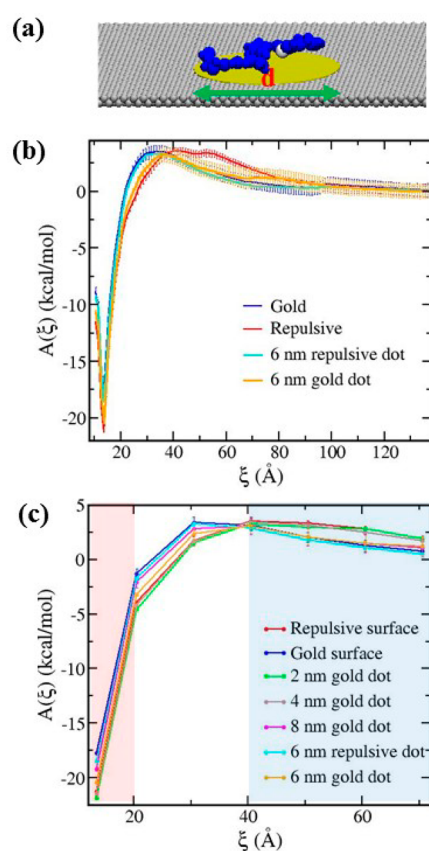 (a)
d
(b)
A(ξ) (kcal/mol)
0
-5
-10
-15
-20
Gold
Repulsive
6 nm repulsive dot
6 nm gold dot
20 40 60 80 100 120
ξ (Å)
(c)
A(ξ) (kcal/mol)
5
0
-5
-10
-15
-20
Repulsive surface
Gold surface
2 nm gold dot
4 nm gold dot
8 nm gold dot
6 nm repulsive dot
6 nm gold dot
20 40 60
ξ (Å)